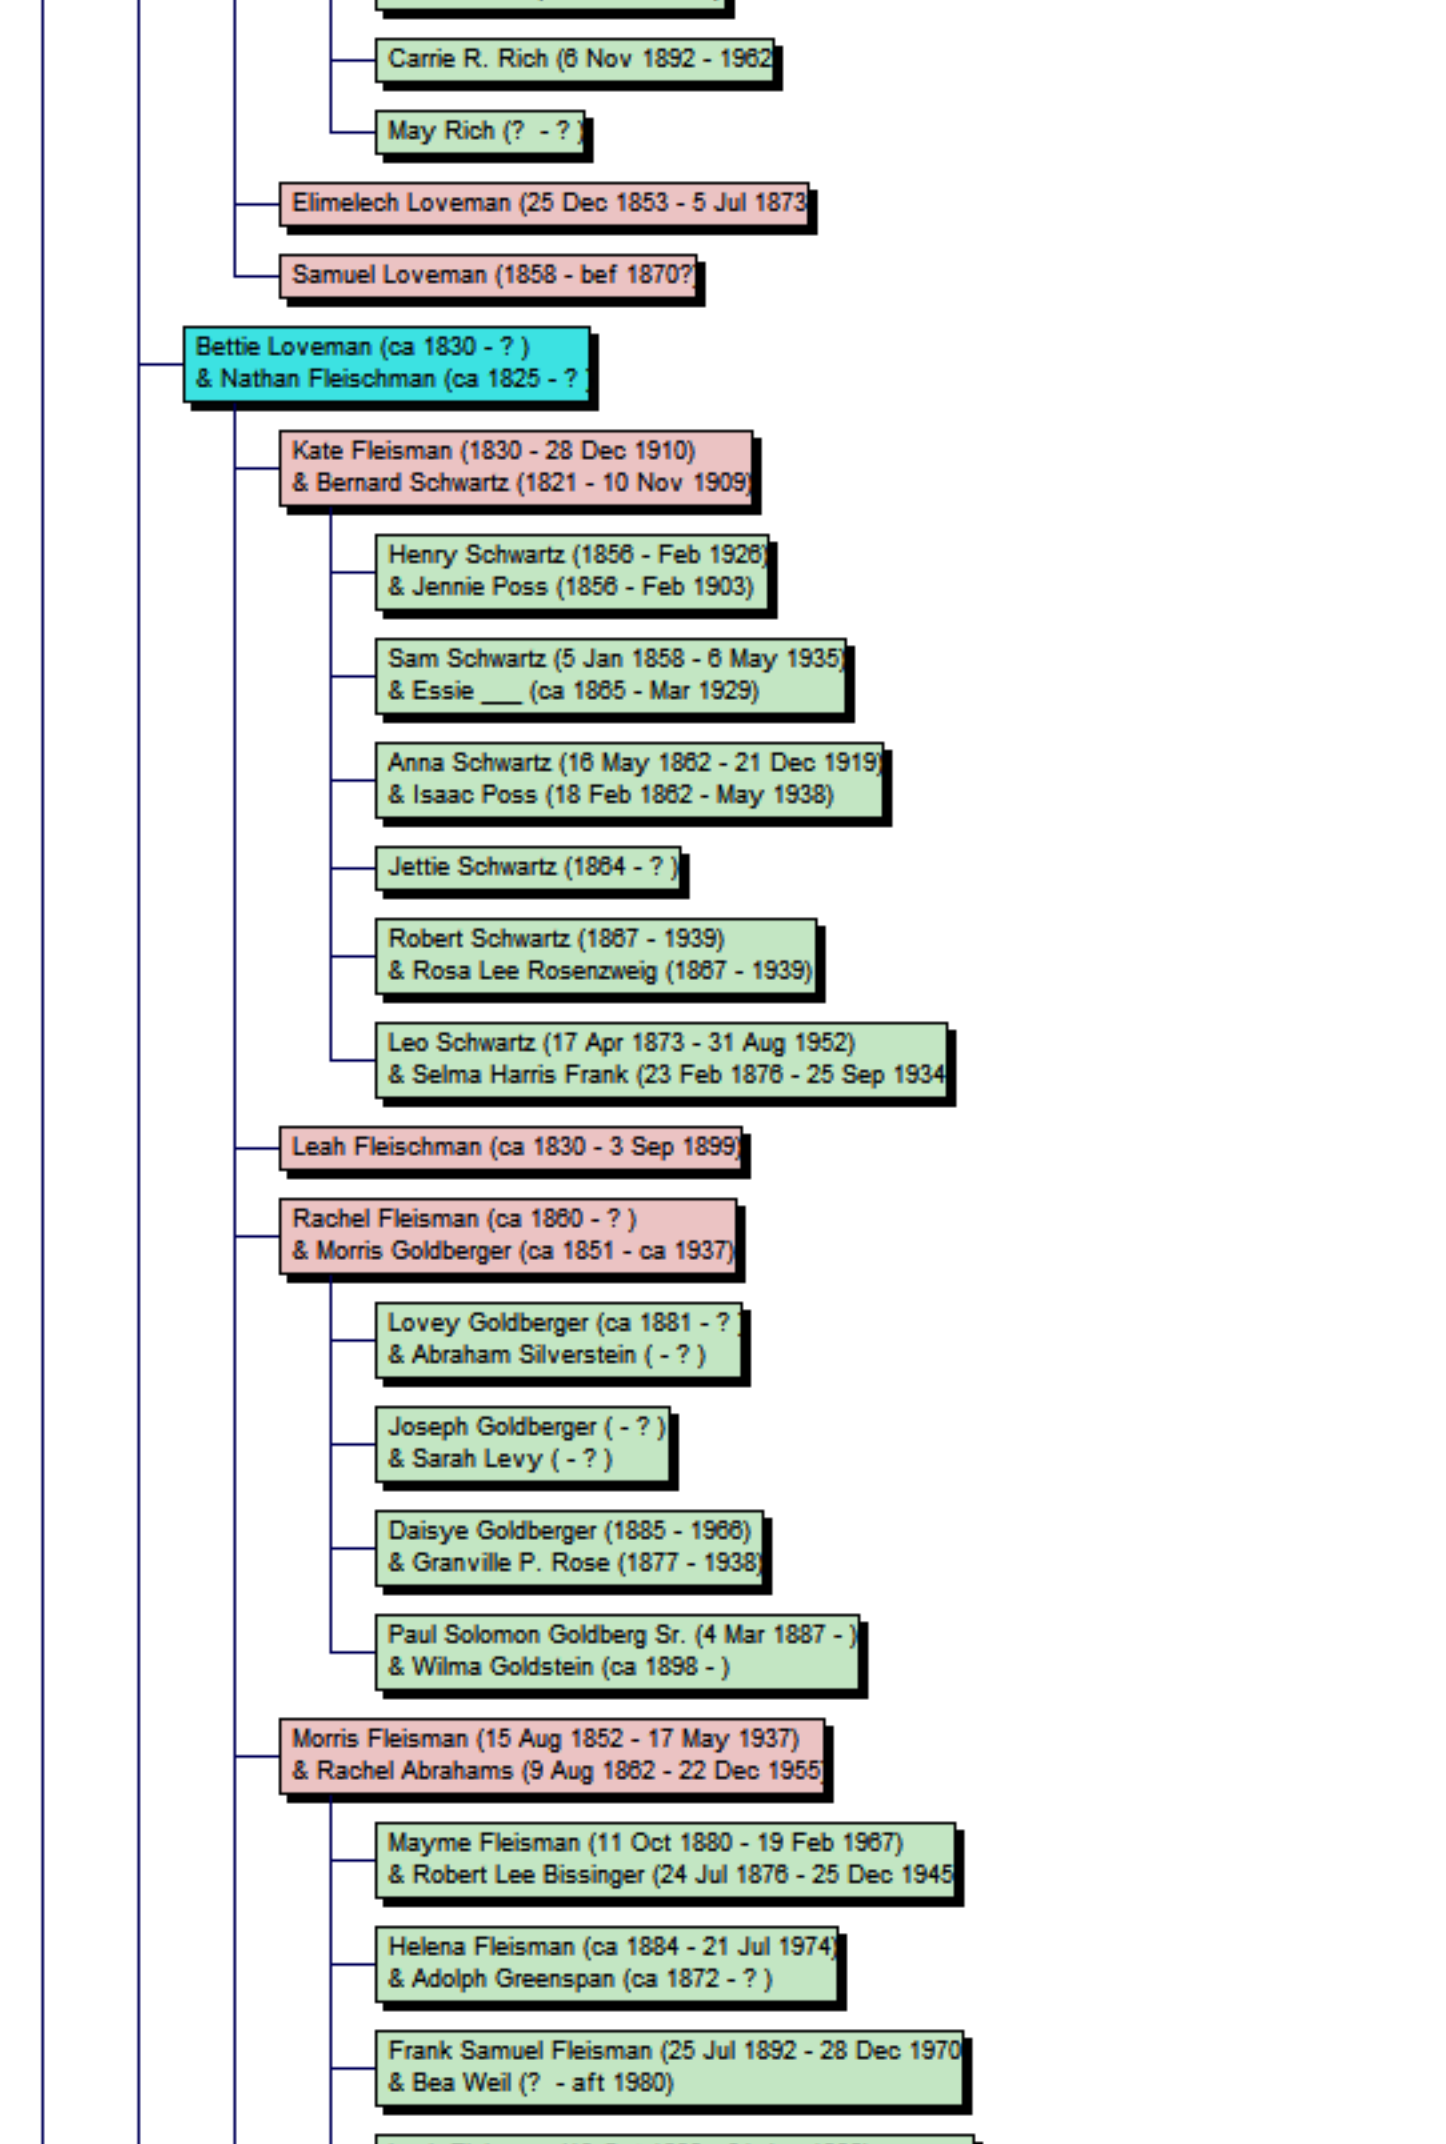 Carrie R. Rich (6 Nov 1892 - 1962
May Rich (? - ? )
Elimelech Loveman (25 Dec 1853 - 5 Jul 1873
Samuel Loveman (1858 - bef 1870?)
Bettie Loveman (ca 1830 - ? )
& Nathan Fleischman (ca 1825 - ? )
Kate Fleisman (1830 - 28 Dec 1910)
& Bernard Schwartz (1821 - 10 Nov 1909)
Henry Schwartz (1856 - Feb 1926)
& Jennie Poss (1856 - Feb 1903)
Sam Schwartz (5 Jan 1858 - 6 May 1935)
& Essie ___ (ca 1865 - Mar 1929)
Anna Schwartz (16 May 1862 - 21 Dec 1919)
& Isaac Poss (18 Feb 1862 - May 1938)
Jettie Schwartz (1864 - ? )
Robert Schwartz (1867 - 1939)
& Rosa Lee Rosenzweig (1867 - 1939)
Leo Schwartz (17 Apr 1873 - 31 Aug 1952)
& Selma Harris Frank (23 Feb 1876 - 25 Sep 1934
Leah Fleischman (ca 1830 - 3 Sep 1899)
Rachel Fleisman (ca 1860 - ? )
& Morris Goldberger (ca 1851 - ca 1937)
Lovey Goldberger (ca 1881 - ? )
& Abraham Silverstein ( - ? )
Joseph Goldberger ( - ? )
& Sarah Levy ( - ? )
Daisye Goldberger (1885 - 1966)
& Granville P. Rose (1877 - 1938)
Paul Solomon Goldberg Sr. (4 Mar 1887 - )
& Wilma Goldstein (ca 1898 - )
Morris Fleisman (15 Aug 1852 - 17 May 1937)
& Rachel Abrahams (9 Aug 1862 - 22 Dec 1955)
Mayme Fleisman (11 Oct 1880 - 19 Feb 1967)
& Robert Lee Bissinger (24 Jul 1876 - 25 Dec 1945
Helena Fleisman (ca 1884 - 21 Jul 1974)
& Adolph Greenspan (ca 1872 - ? )
Frank Samuel Fleisman (25 Jul 1892 - 28 Dec 1970
& Bea Weil (? - aft 1980)